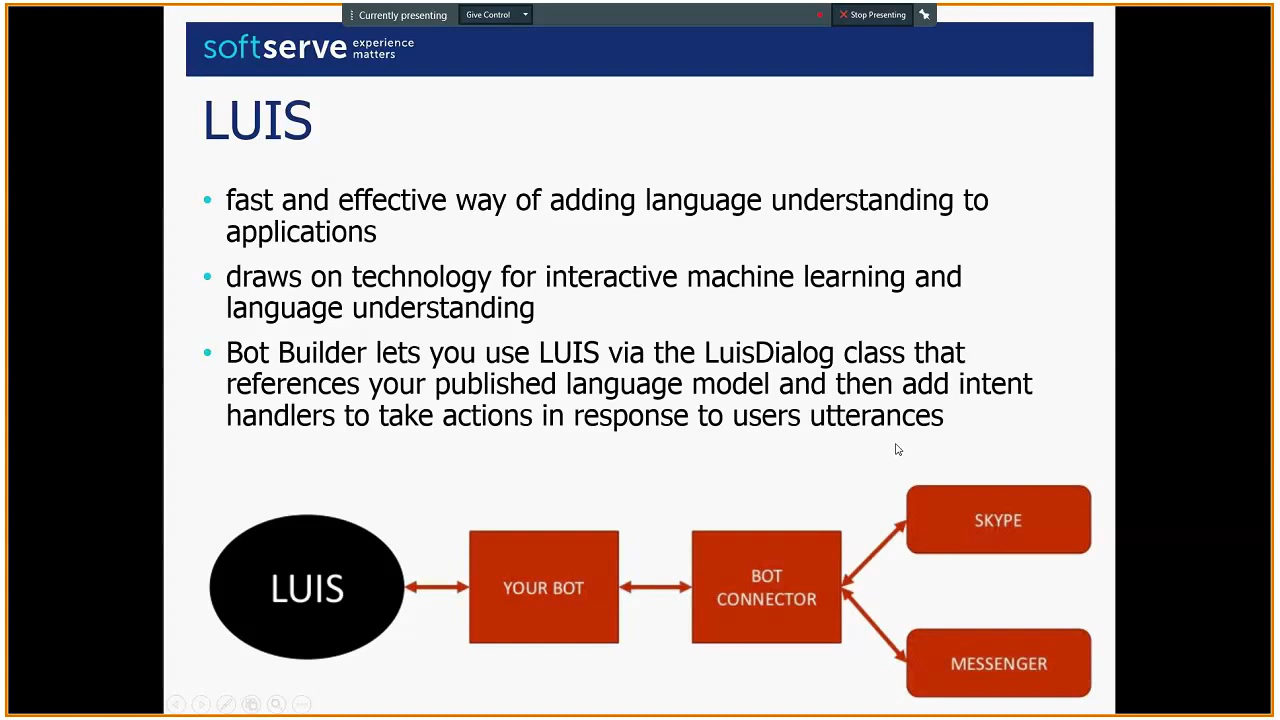 Currently presenting
Give Control
Stop Presenting
softserve experience
matters
LUIS
• fast and effective way of adding language understanding to
applications
• draws on technology for interactive machine learning and
language understanding
• Bot Builder lets you use LUIS via the LuisDialog class that
references your published language model and then add intent
handlers to take actions in response to users utterances
LUIS
YOUR BOT
BOT
CONNECTOR
SKYPE
MESSENGER